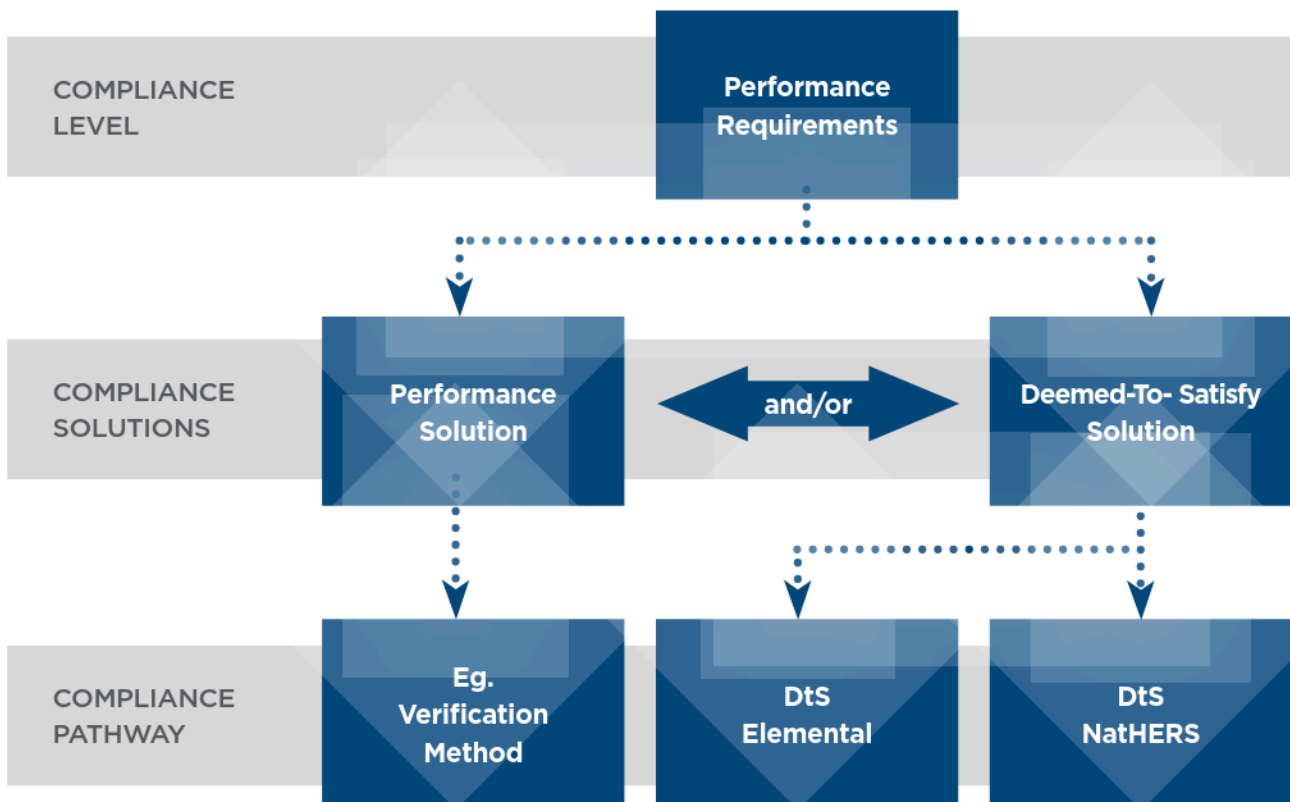 COMPLIANCE
LEVEL
Performance
Requirements
COMPLIANCE
SOLUTIONS
Performance
Solution
and/or
Deemed-To- Satisfy
Solution
COMPLIANCE
PATHWAY
Eg.
Verification
Method
DtS
Elemental
DtS
NatHERS